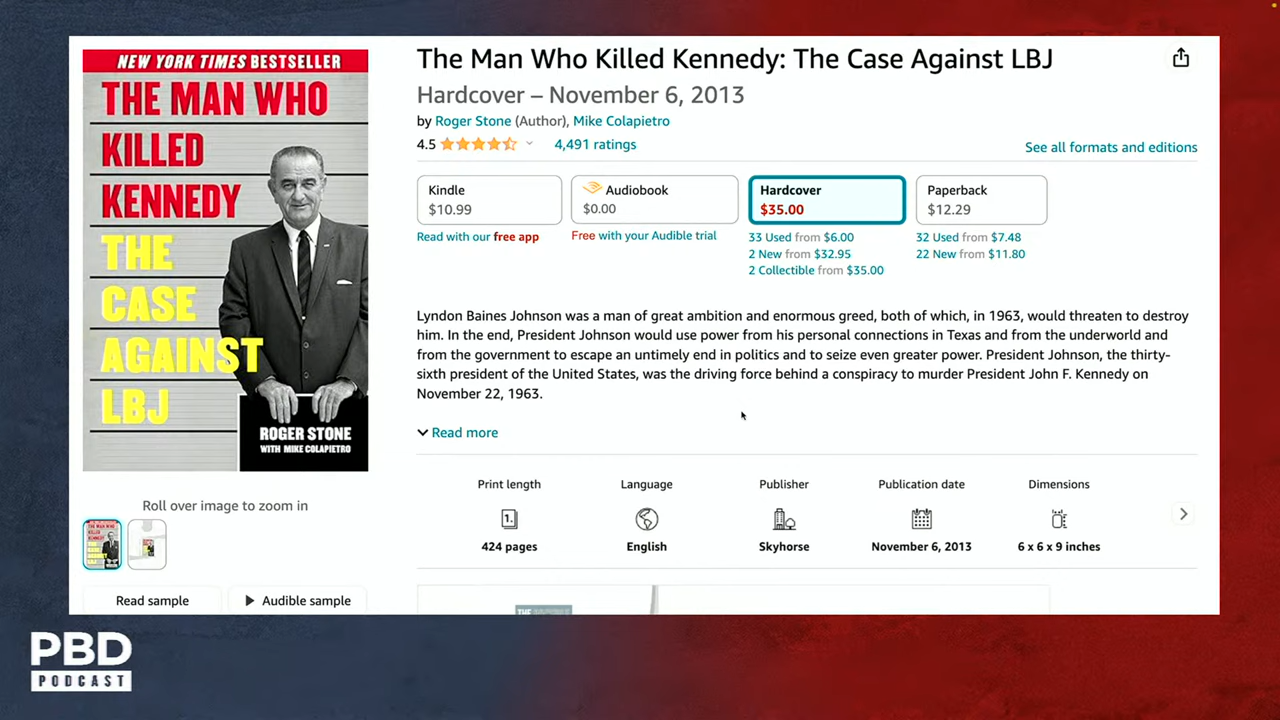 NEW YORK TIMES BESTSELLER
THE MAN WHO
KILLED
KENNEDY
THE
CASE
AGAINST
LBJ
ROGER STONE
WITH MIKE COLAPIETRO
Roll over image to zoom in
Read sample
Audible sample
The Man Who Killed Kennedy: The Case Against LBJ
Hardcover – November 6, 2013
by Roger Stone (Author), Mike Colapietro
4.5 4,491 ratings
See all formats and editions
Kindle
$10.99
Read with our free app
Audiobook
$0.00
Free with your Audible trial
Hardcover
$35.00
33 Used from $6.00
2 New from $32.95
2 Collectible from $35.00
Paperback
$12.29
32 Used from $7.48
22 New from $11.80
Lyndon Baines Johnson was a man of great ambition and enormous greed, both of which, in 1963, would threaten to destroy
him. In the end, President Johnson would use power from his personal connections in Texas and from the underworld and
from the government to escape an untimely end in politics and to seize even greater power. President Johnson, the thirty-
sixth president of the United States, was the driving force behind a conspiracy to murder President John F. Kennedy on
November 22, 1963.
Read more
Print length
1.
424 pages
Language
English
Publisher
Skyhorse
Publication date
November 6, 2013
Dimensions
6 x 6 x 9 inches
PBD
PODCAST